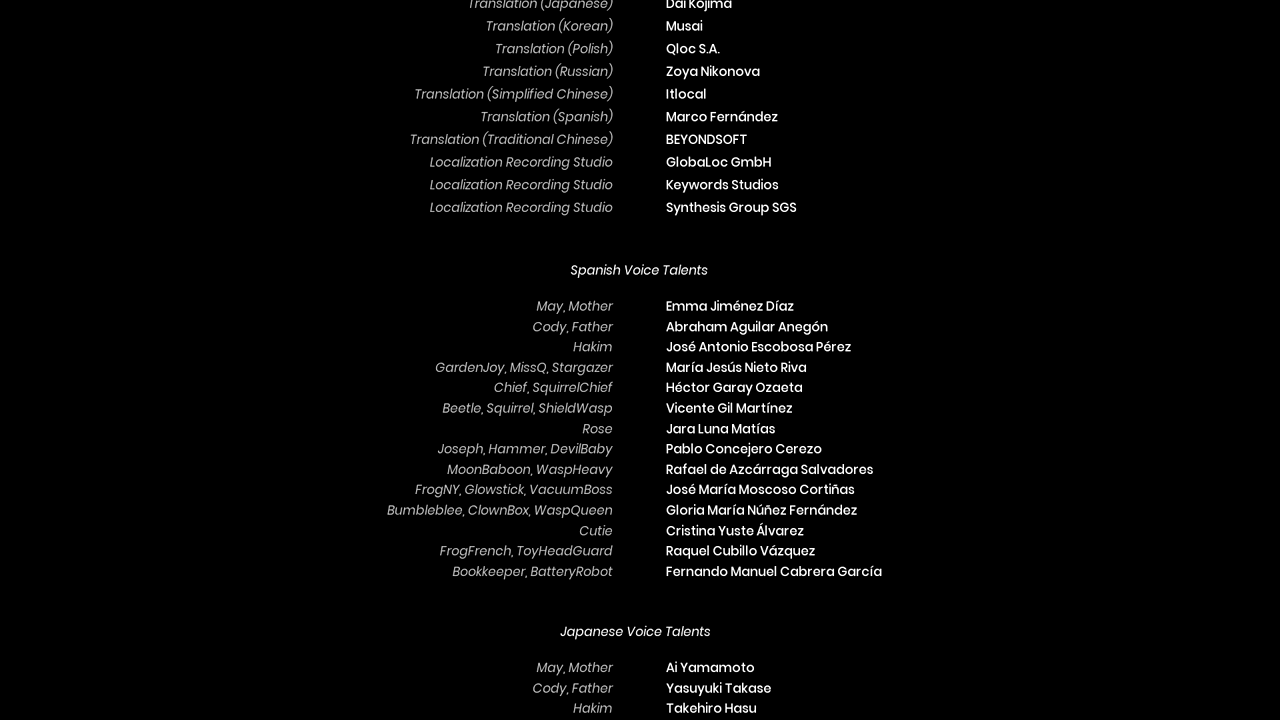 Translation (Japanese) Dai Kojima
Translation (Korean) Musai
Translation (Polish) Qloc S.A.
Translation (Russian) Zoya Nikonova
Translation (Simplified Chinese) Itlocal
Translation (Spanish) Marco Fernández
Translation (Traditional Chinese) BEYONDSOFT
Localization Recording Studio GlobaLoc GmbH
Localization Recording Studio Keywords Studios
Localization Recording Studio Synthesis Group SGS
Spanish Voice Talents
May, Mother Emma Jiménez Díaz
Cody, Father Abraham Aguilar Anegón
Hakim José Antonio Escobosa Pérez
GardenJoy, MissQ, Stargazer María Jesús Nieto Riva
Chief, SquirrelChief Héctor Garay Ozaeta
Beetle, Squirrel, ShieldWasp Vicente Gil Martínez
Rose Jara Luna Matías
Joseph, Hammer, DevilBaby Pablo Concejero Cerezo
MoonBaboon, WaspHeavy Rafael de Azcárraga Salvadores
FrogNY, Glowstick, VacuumBoss José María Moscoso Cortiñas
Bumbleblee, ClownBox, WaspQueen Gloria María Núñez Fernández
Cutie Cristina Yuste Álvarez
FrogFrench, ToyHeadGuard Raquel Cubillo Vázquez
Bookkeeper, BatteryRobot Fernando Manuel Cabrera García
Japanese Voice Talents
May, Mother Ai Yamamoto
Cody, Father Yasuyuki Takase
Hakim Takehiro Hasu